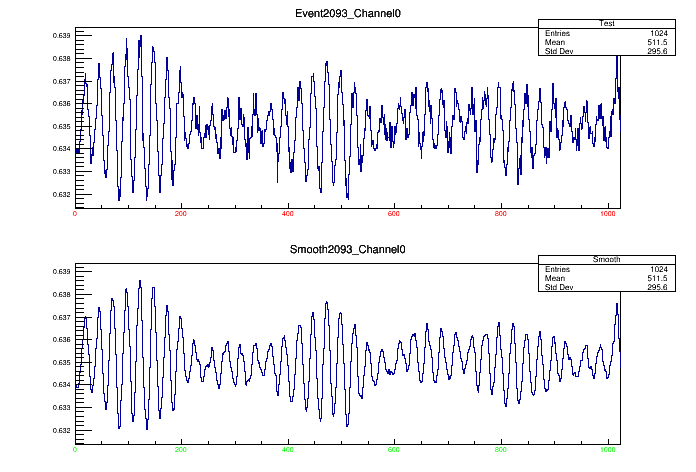 Event2093_Channel0
Test
Entries 1024
Mean 511.5
Std Dev 295.6
0.639
0.638
0.637
0.636
0.635
0.634
0.633
0.632
0 200 400 600 800 1000
Smooth2093_Channel0
Smooth
Entries 1024
Mean 511.5
Std Dev 295.6
0.639
0.638
0.637
0.636
0.635
0.634
0.633
0.632
0 200 400 600 800 1000